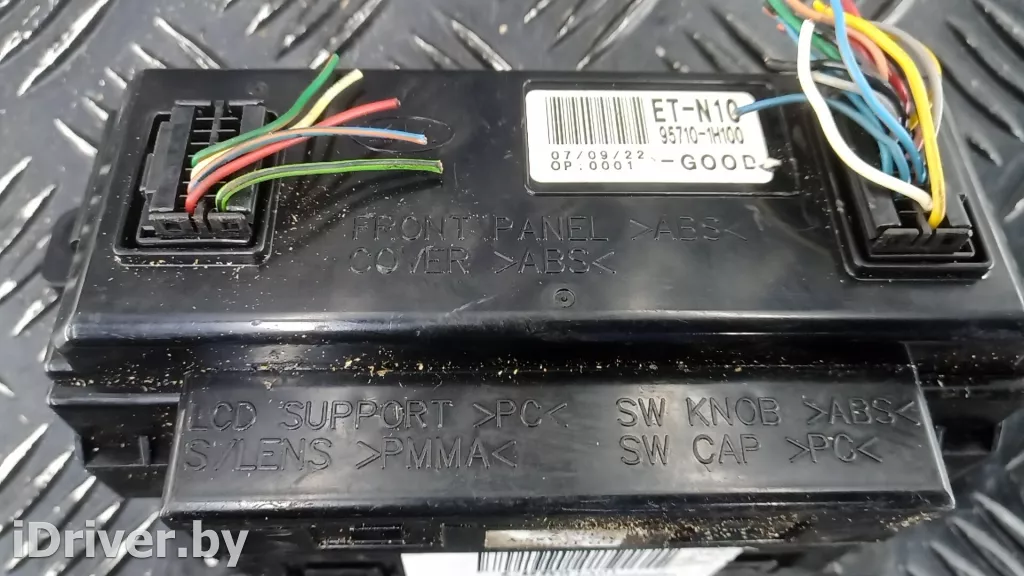 ET-N10
95710-1H100
07/09/22 -GOOD
OP.0001
FRONT PANEL >ABS<
COVER >ABS<
LCD SUPPORT >PC< SW KNOB >ABS<
S/LENS >PMMA< SW CAP >PC<
iDriver.by